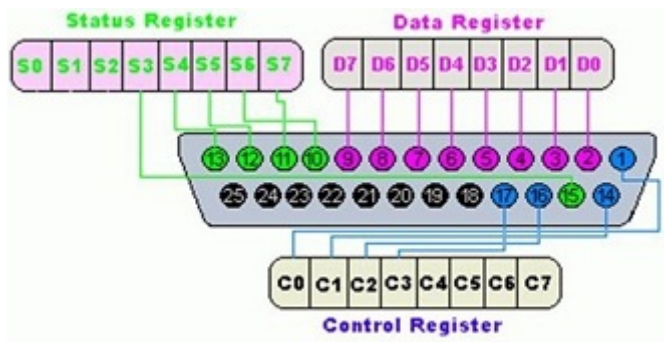 Status Register Data Register
S0 S1 S2 S3 S4 S5 S6 S7 D7 D6 D5 D4 D3 D2 D1 D0
13 12 11 10 9 8 7 6 5 4 3 2 1
25 24 23 22 21 20 19 18 17 16 15 14
C0 C1 C2 C3 C4 C5 C6 C7
Control Register